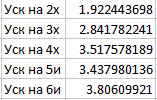 Уск на 2х 1.922443698
Уск на 3х 2.841782241
Уск на 4х 3.517578189
Уск на 5и 3.437980136
Уск на 6и 3.80609921